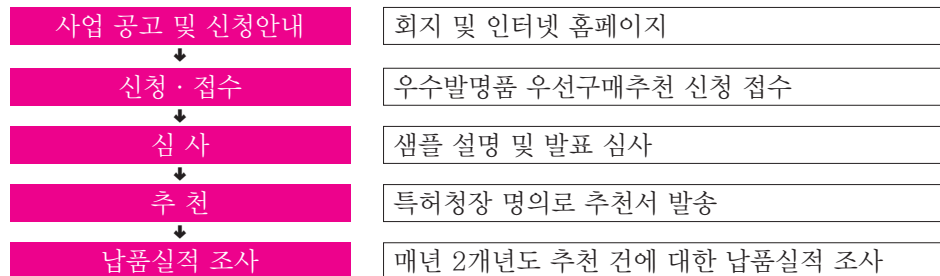 사업 공고 및 신청안내
회지 및 인터넷 홈페이지
신청·접수
우수발명품 우선구매추천 신청 접수
심 사
샘플 설명 및 발표 심사
추 천
특허청장 명의로 추천서 발송
납품실적 조사
매년 2개년도 추천 건에 대한 납품실적 조사